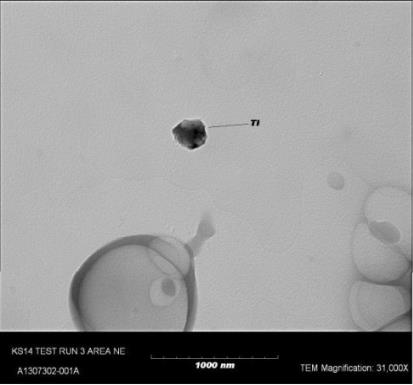 Ti
KS14 TEST RUN 3 AREA NE
A1307302-001A
1000 nm
TEM Magnification: 31,000X